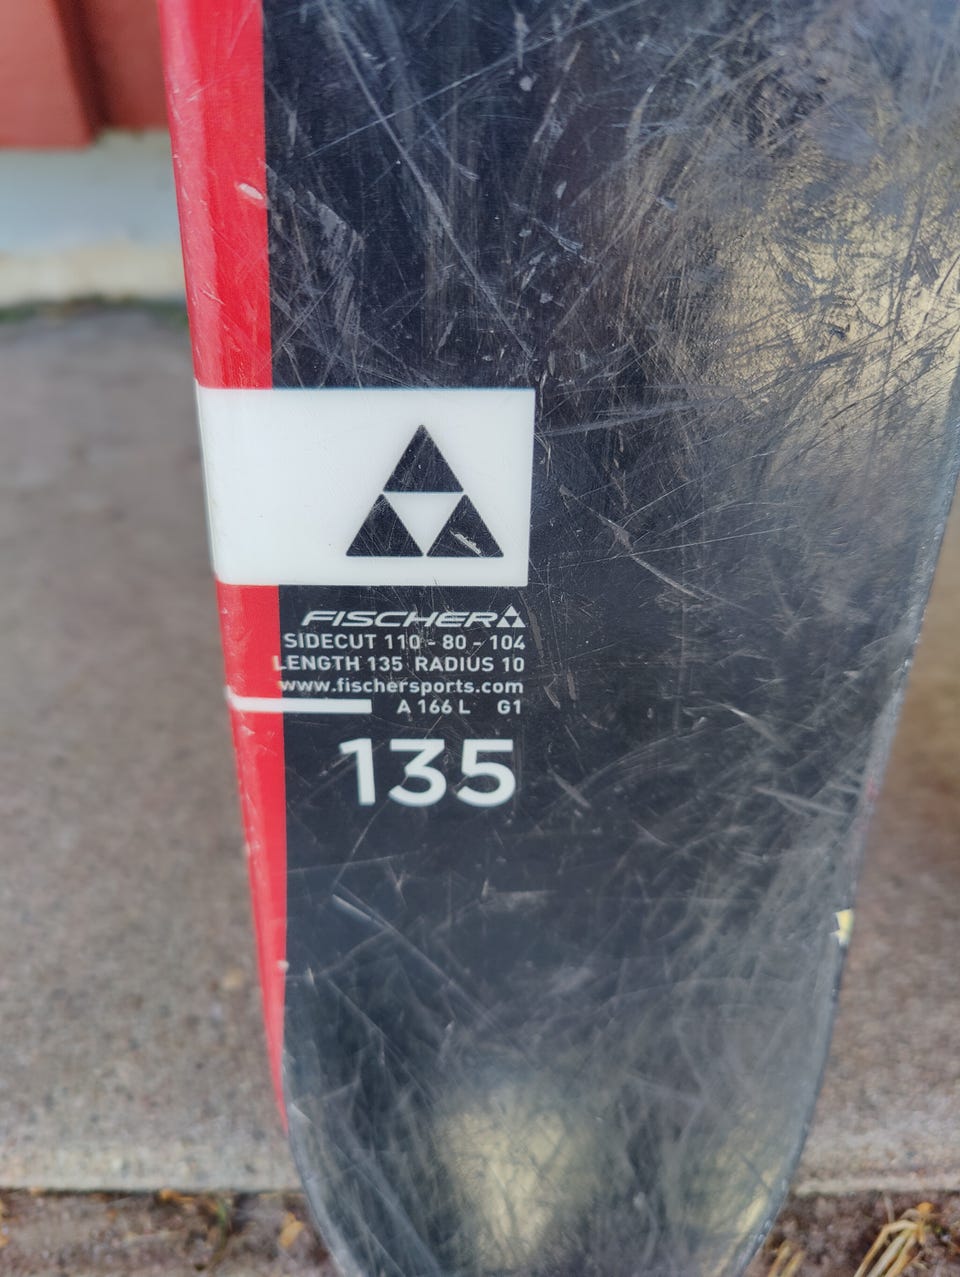 FISCHER
SIDECUT 110 - 80 - 104
LENGTH 135 RADIUS 10
www.fischersports.com
A 166 L G1
135